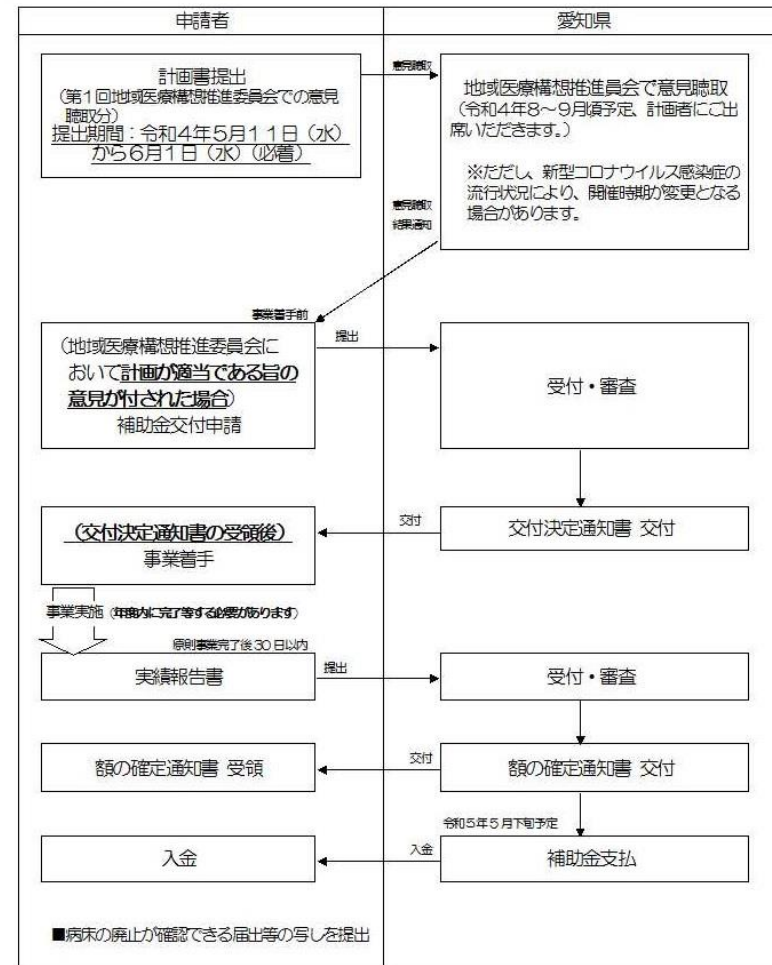 申請者
愛知県
計画書提出
(第1回地域医療構想推進委員会での意見
聴取分)
提出期間:令和4年5月11日(水)
から6月1日(水)(必着)
意見聴取
地域医療構想推進員会で意見聴取
(令和4年8~9月頃予定、計画者にご出
席いただきます。)
※ただし、新型コロナウイルス感染症の
流行状況により、開催時期が変更となる
場合があります。
意見聴取
結果通知
事業着手前
(地域医療構想推進委員会に
おいて計画が適当である旨の
意見が付された場合)
補助金交付申請
提出
受付・審査
交付決定通知書 交付
交付
(交付決定通知書の受領後)
事業着手
事業実施(年度内に完了等する必要があります)
原則事業完了後30日以内
実績報告書
提出
受付・審査
額の確定通知書 交付
交付
額の確定通知書 受領
令和5年5月下旬予定
補助金支払
入金
入金
■病床の廃止が確認できる届出等の写しを提出